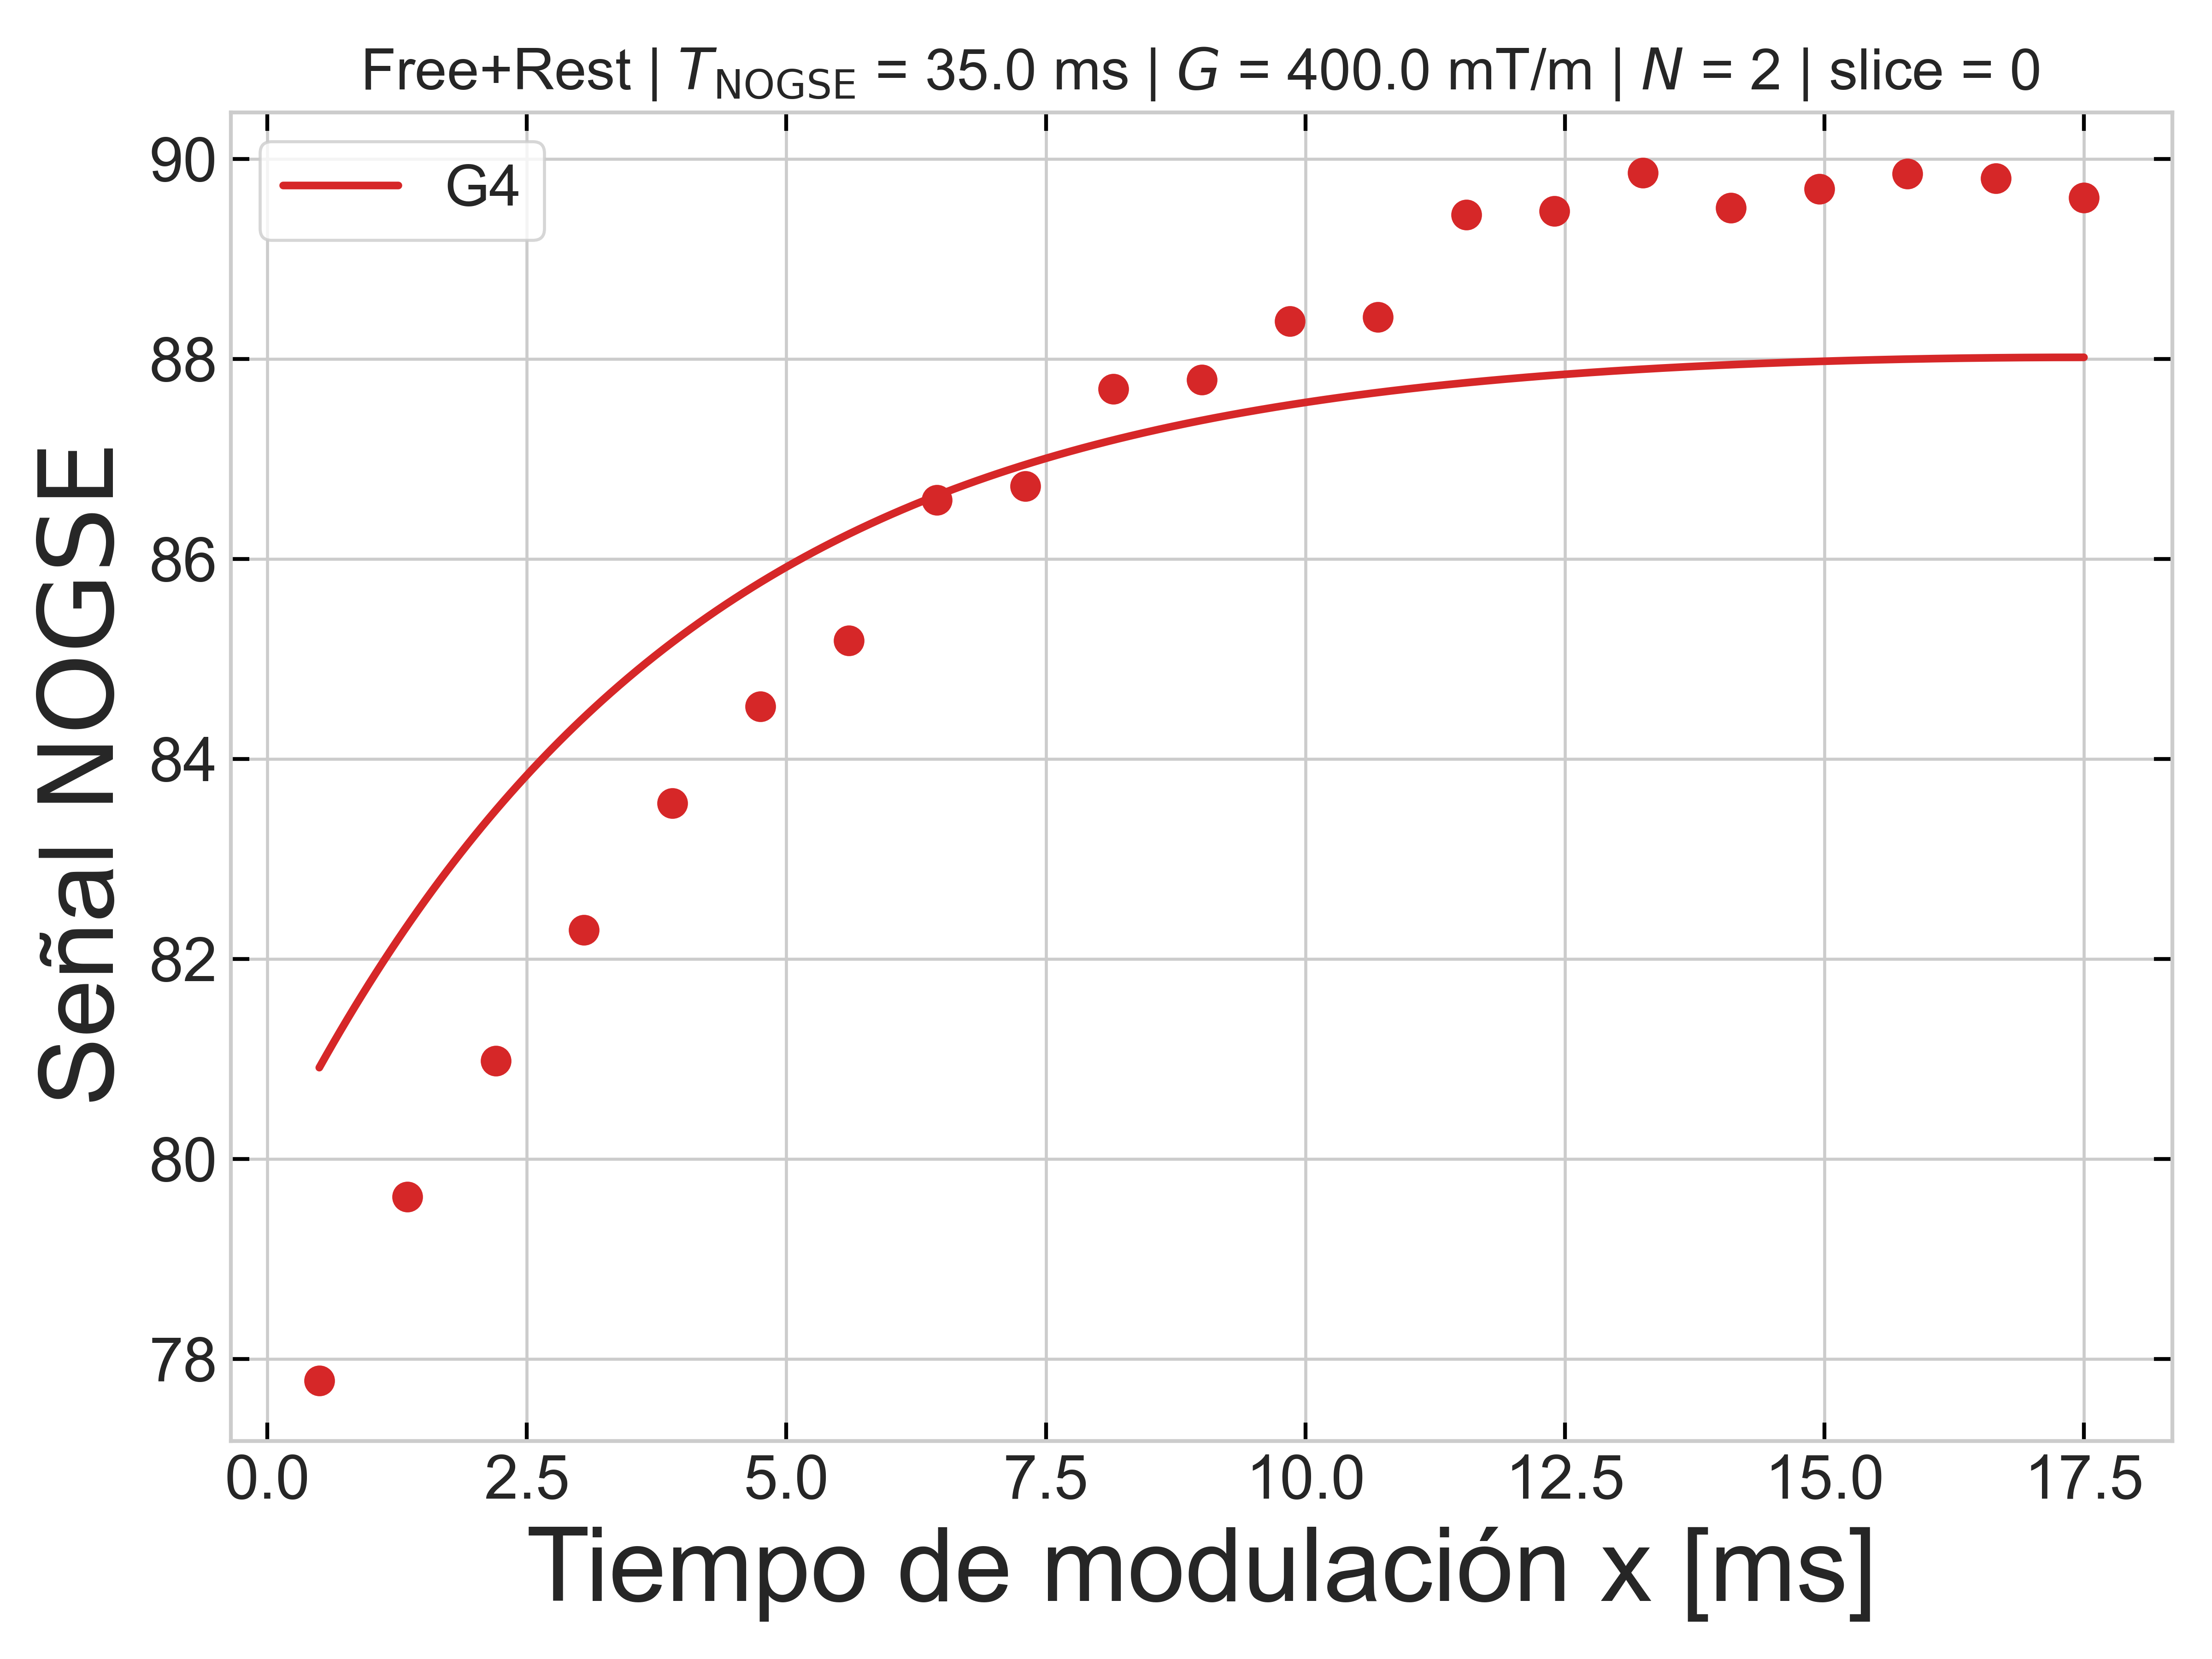 Free+Rest | T_NOGSE = 35.0 ms | G = 400.0 mT/m | N = 2 | slice = 0
G4
90
88
86
84
82
80
78
Señal NOGSE
0.0 2.5 5.0 7.5 10.0 12.5 15.0 17.5
Tiempo de modulación x [ms]